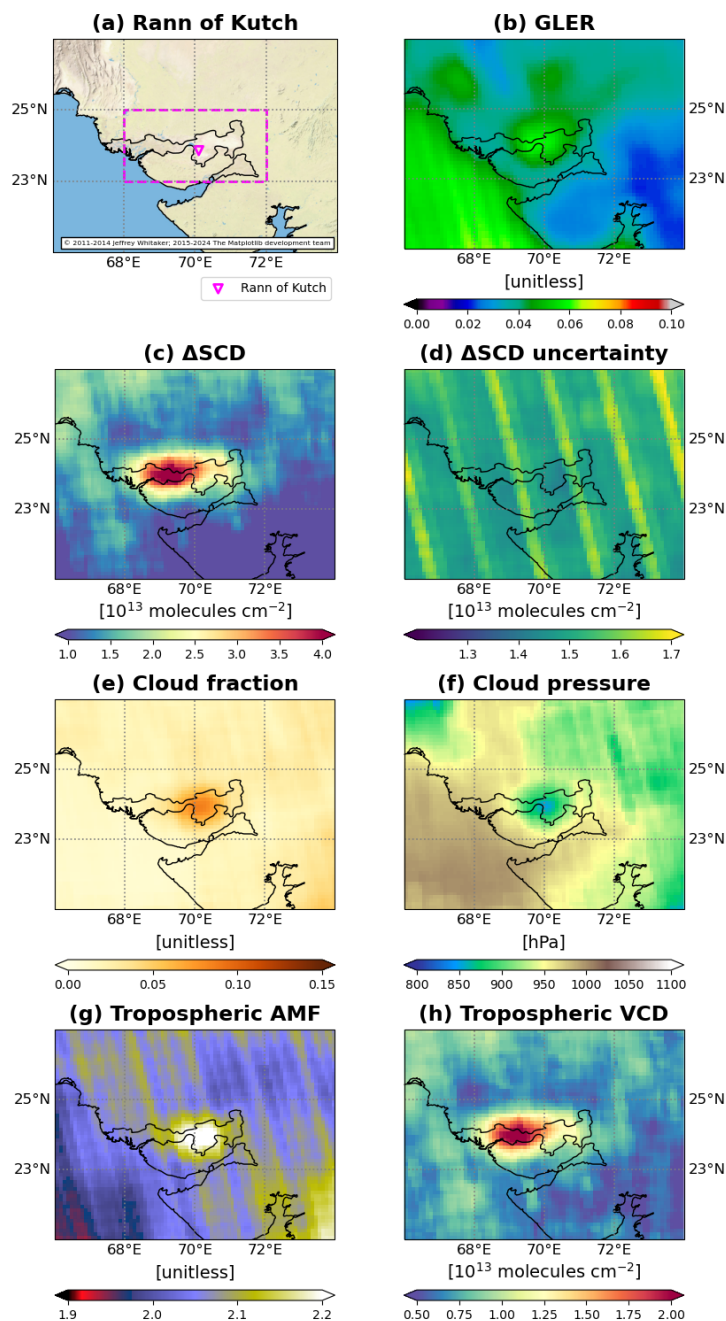 (a) Rann of Kutch
(b) GLER
25°N
23°N
© 2011-2014 Jeffrey Whitaker; 2015-2024 The Matplotlib development team
68°E 70°E 72°E
Rann of Kutch
25°N
23°N
68°E 70°E 72°E
[unitless]
0.00 0.02 0.04 0.06 0.08 0.10
(c) ΔSCD
(d) ΔSCD uncertainty
25°N
23°N
68°E 70°E 72°E
[10¹³ molecules cm⁻²]
1.0 1.5 2.0 2.5 3.0 3.5 4.0
25°N
23°N
68°E 70°E 72°E
[10¹³ molecules cm⁻²]
1.3 1.4 1.5 1.6 1.7
(e) Cloud fraction
(f) Cloud pressure
25°N
23°N
68°E 70°E 72°E
[unitless]
0.00 0.05 0.10 0.15
25°N
23°N
68°E 70°E 72°E
[hPa]
800 850 900 950 1000 1050 1100
(g) Tropospheric AMF
(h) Tropospheric VCD
25°N
23°N
68°E 70°E 72°E
[unitless]
1.9 2.0 2.1 2.2
25°N
23°N
68°E 70°E 72°E
[10¹³ molecules cm⁻²]
0.50 0.75 1.00 1.25 1.50 1.75 2.00